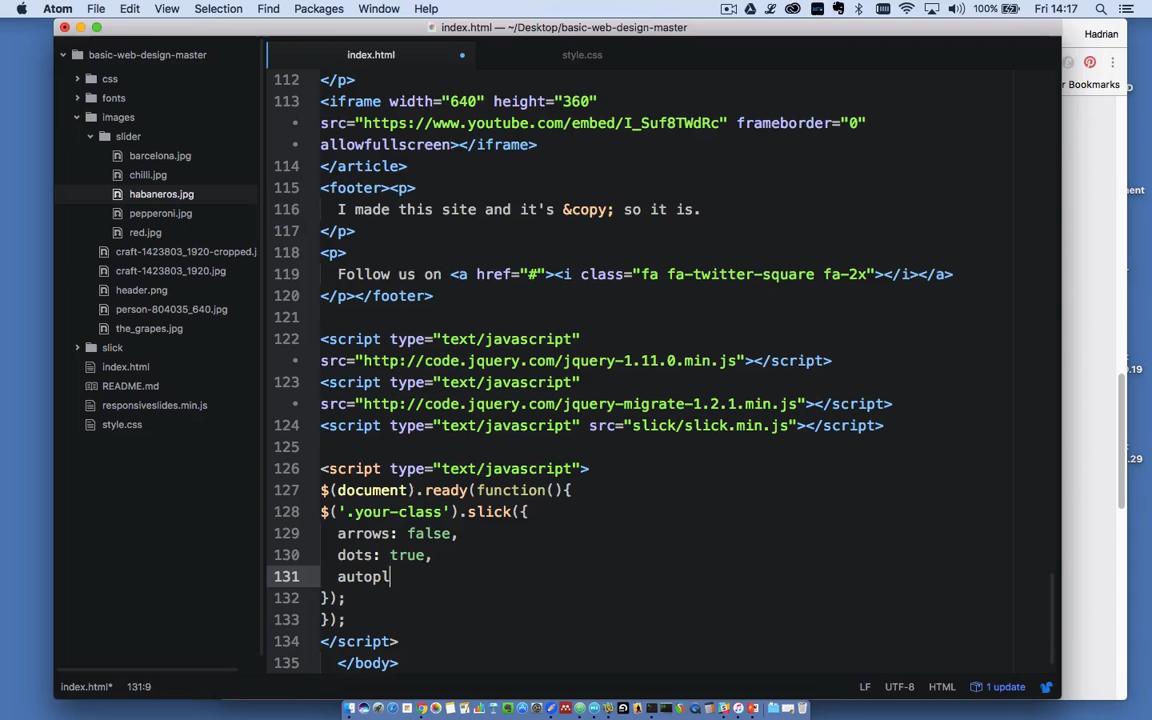 Atom File Edit View Selection Find Packages Window Help 100% Fri 14:17
index.html — ~/Desktop/basic-web-design-master
Hadrian
r Bookmarks
basic-web-design-master
css
fonts
images
slider
barcelona.jpg
chilli.jpg
habaneros.jpg
pepperoni.jpg
red.jpg
craft-1423803_1920-cropped.j
craft-1423803_1920.jpg
header.png
person-804035_640.jpg
the_grapes.jpg
slick
index.html
README.md
responsiveslides.min.js
style.css
index.html style.css
112 </p>
113 <iframe width="640" height="360"
• src="https://www.youtube.com/embed/I_Suf8TWdRc" frameborder="0"
• allowfullscreen></iframe>
114 </article>
115 <footer><p>
116 I made this site and it's &copy; so it is.
117 </p>
118 <p>
119 Follow us on <a href="#"><i class="fa fa-twitter-square fa-2x"></i></a>
120 </p></footer>
121
122 <script type="text/javascript"
• src="http://code.jquery.com/jquery-1.11.0.min.js"></script>
123 <script type="text/javascript"
• src="http://code.jquery.com/jquery-migrate-1.2.1.min.js"></script>
124 <script type="text/javascript" src="slick/slick.min.js"></script>
125
126 <script type="text/javascript">
127 $(document).ready(function(){
128 $('.your-class').slick({
129 arrows: false,
130 dots: true,
131 autopl
132 });
133 });
134 </script>
135 </body>
index.html* 131:9 LF UTF-8 HTML 1 update
ment
0.19
0.29